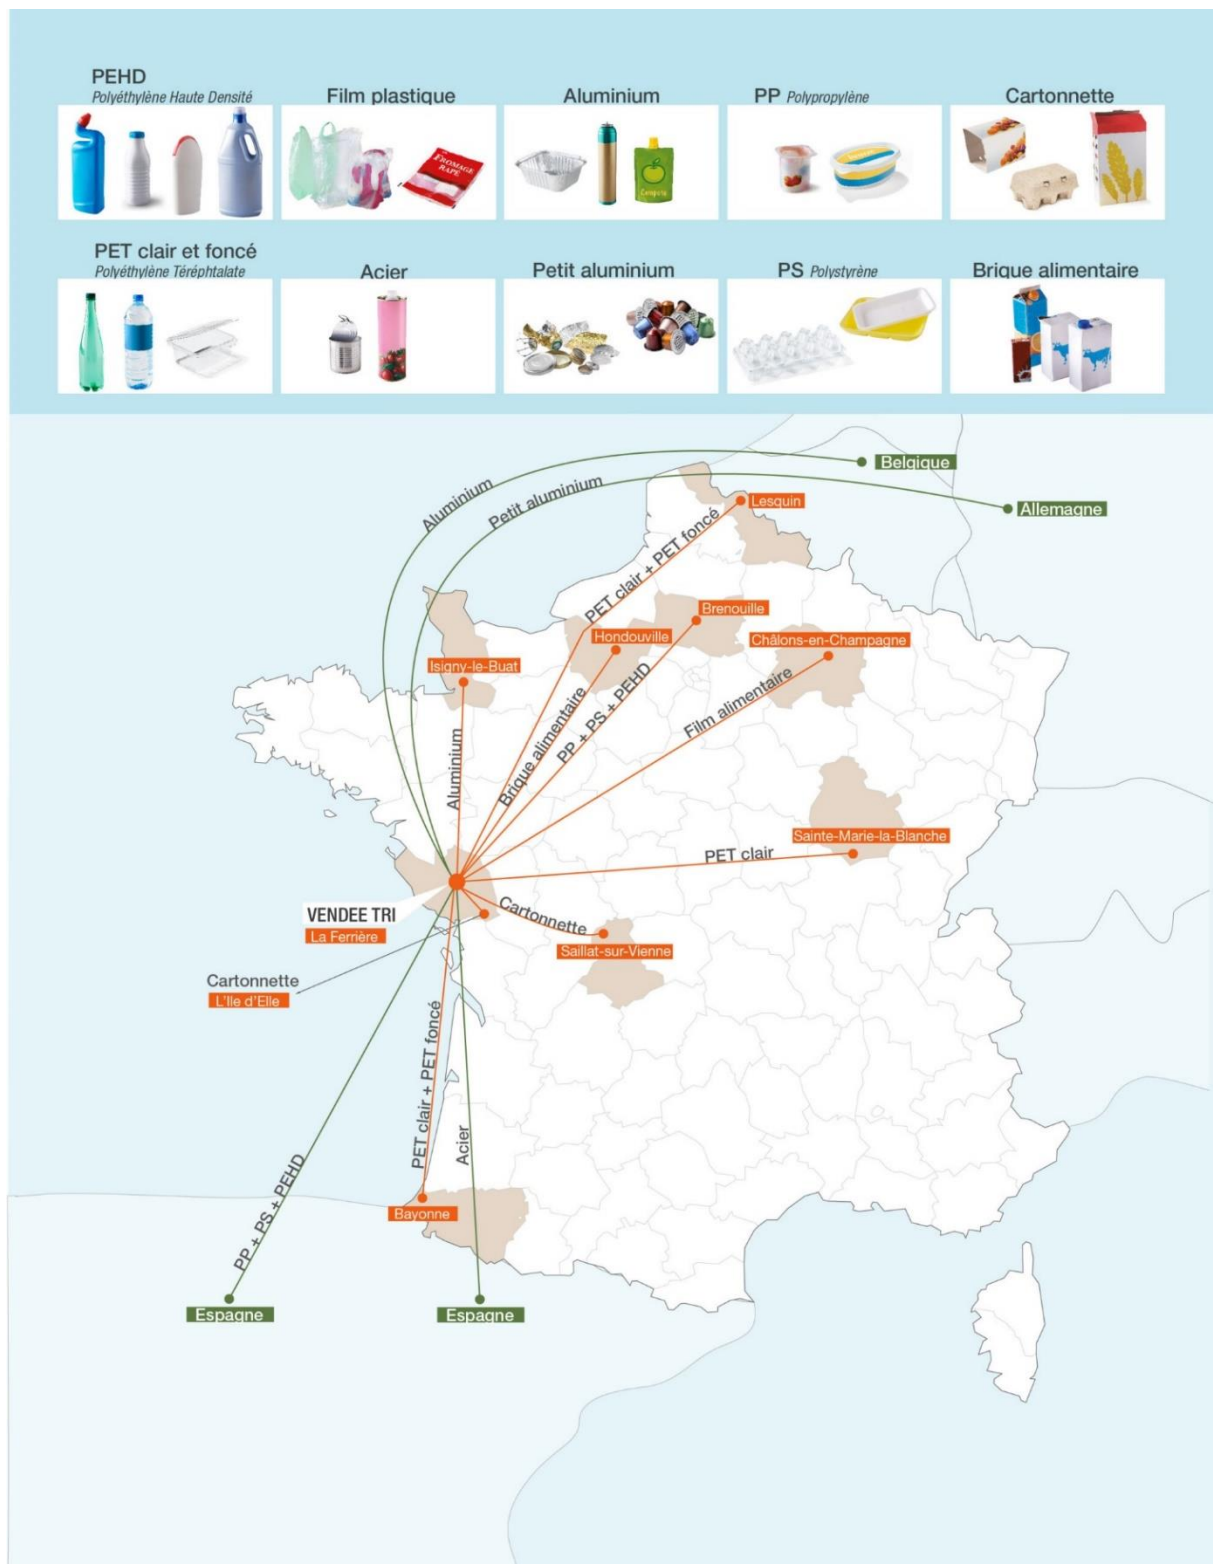 PEHD
Polyéthylène Haute Densité
Film plastique
Aluminium
PP Polypropylène
Cartonnette
FROMAGE
RAPÉ
PET clair et foncé
Polyéthylène Téréphtalate
Acier
Petit aluminium
PS Polystyrène
Brique alimentaire
Belgique
Allemagne
Aluminium
Petit aluminium
Lesquin
PET clair + PET foncé
Brenouille
Hondouville
Châlons-en-Champagne
Isigny-le-Buat
Aluminium
Brique alimentaire
PP + PS + PEHD
Film alimentaire
Sainte-Marie-la-Blanche
PET clair
VENDEE TRI
La Ferrière
Cartonnette
Saillat-sur-Vienne
Cartonnette
L'Ile d'Elle
PET clair + PET foncé
Acier
PP + PS + PEHD
Bayonne
Espagne
Espagne